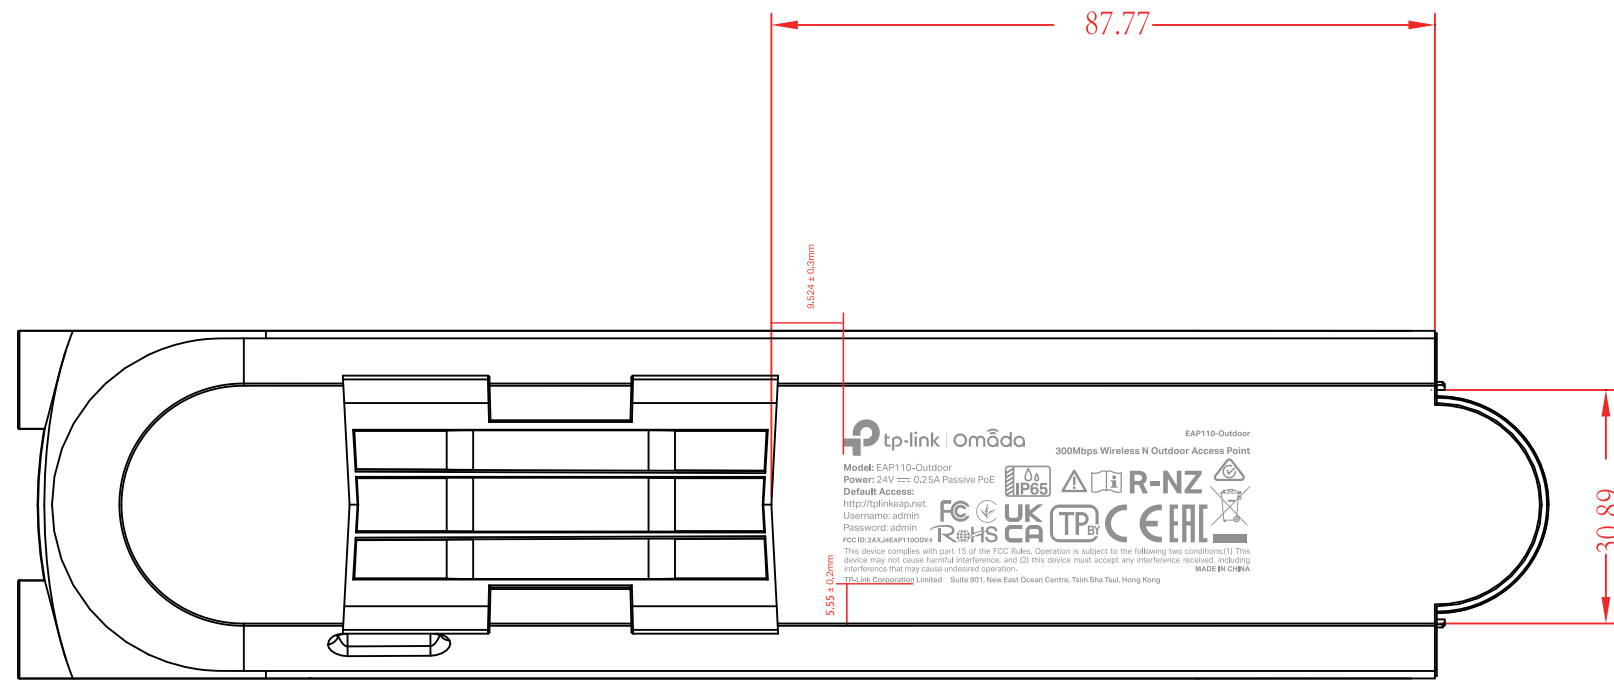 87.77
9.524 ± 0.3mm
tp-link | omada
EAP110-Outdoor
300Mbps Wireless N Outdoor Access Point
Model: EAP110-Outdoor
Power: 24V ⎓ 0.25A Passive PoE
Default Access:
http://tplinkeap.net
Username: admin
Password: admin
FCC ID: 2AXJ4EAP110ODV4
IP65
R-NZ
FC
RoHS
UK
CA
TP BY
CE
EAC
This device complies with part 15 of the FCC Rules. Operation is subject to the following two conditions:(1) This
device may not cause harmful interference, and (2) this device must accept any interference received, including
interference that may cause undesired operation.
MADE IN CHINA
TP-Link Corporation Limited Suite 901, New East Ocean Centre, Tsim Sha Tsui, Hong Kong
5.55 ± 0.2mm
30.89